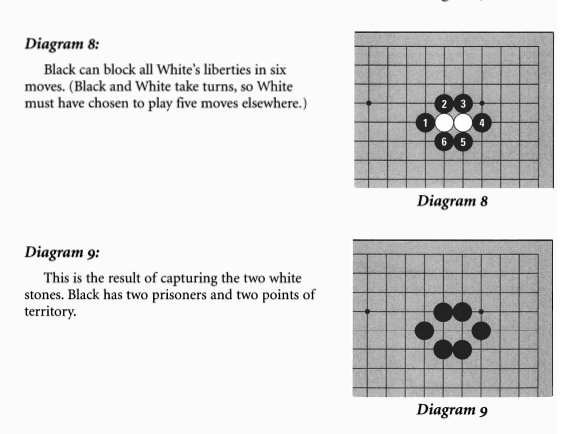 Diagram 8:
Black can block all White's liberties in six
moves. (Black and White take turns, so White
must have chosen to play five moves elsewhere.)
2 3
1 4
6 5
Diagram 8
Diagram 9:
This is the result of capturing the two white
stones. Black has two prisoners and two points of
territory.
Diagram 9